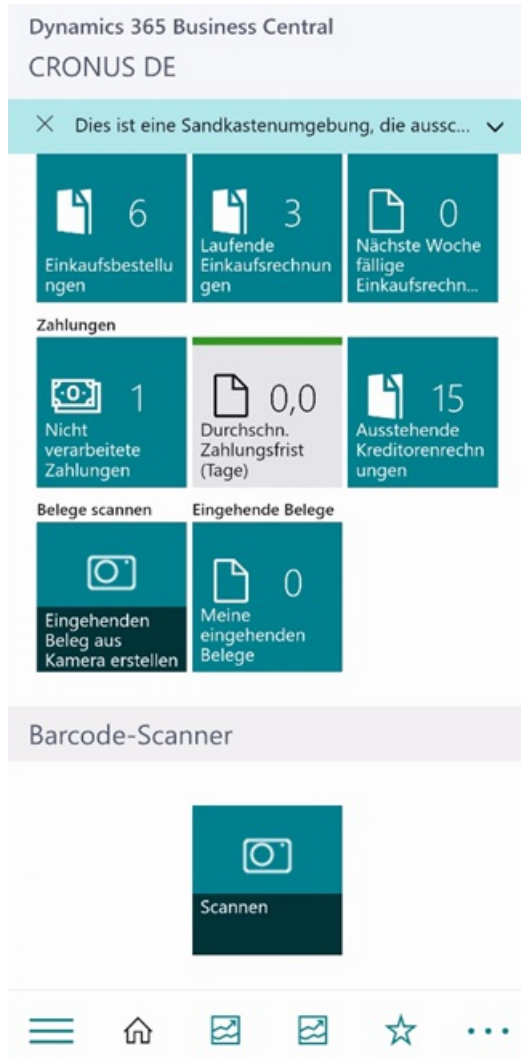 Dynamics 365 Business Central
CRONUS DE
Dies ist eine Sandkastenumgebung, die aussc...
6
Einkaufsbestellu
ngen
3
Laufende
Einkaufsrechnun
gen
0
Nächste Woche
fällige
Einkaufsrechn...
Zahlungen
1
Nicht
verarbeitete
Zahlungen
0,0
Durchschn.
Zahlungsfrist
(Tage)
15
Ausstehende
Kreditorenrechn
ungen
Belege scannen
Eingehenden
Beleg aus
Kamera erstellen
Eingehende Belege
0
Meine
eingehenden
Belege
Barcode-Scanner
Scannen